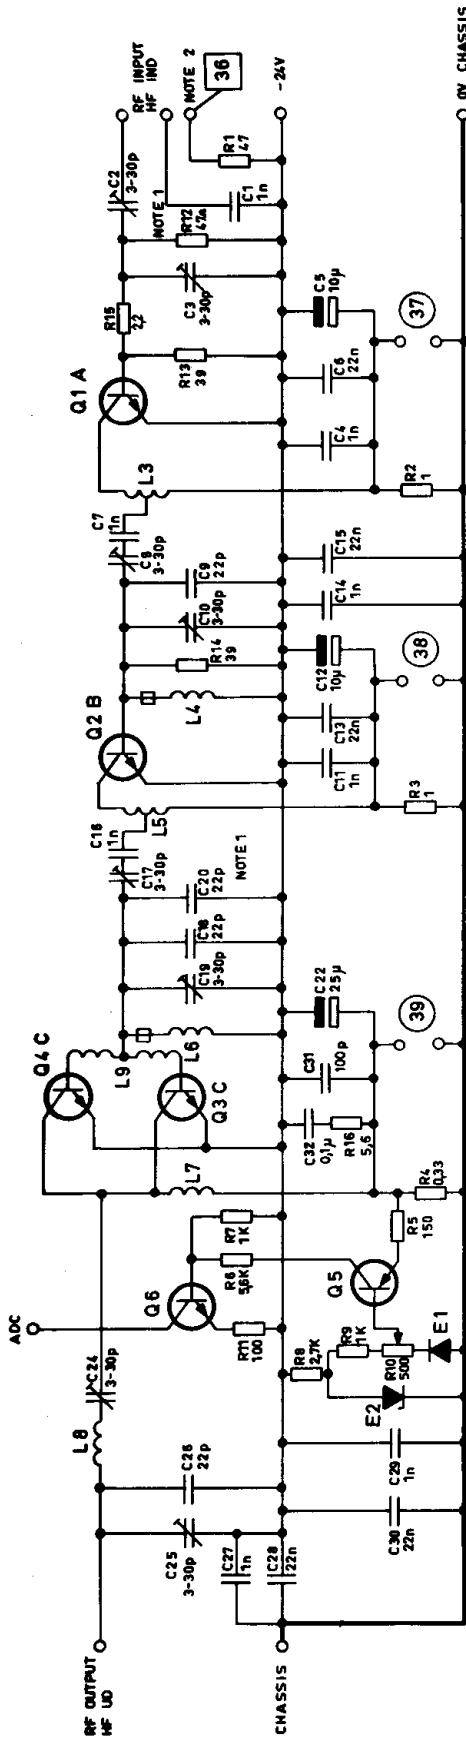 RF OUTPUT
HF UD
CHASSIS
L8
C24
3-30p
C25
3-30p
C26
22p
C27
1n
C28
22n
C30
22n
C29
1n
ADC
Q6
R11
100
R6
5,6K
R7
1K
R8
2,7K
R9
1K
R10
500
E2
E1
Q5
R5
150
R4
0,33
L7
Q4 C
Q3 C
L9
L6
C32
0,1µ
R16
5,6
C31
100p
C22
25µ
39
C19
3-30p
C18
22p
C20
22p
NOTE 1
C17
3-30p
C16
1n
L5
Q2 B
L4
R14
39
C10
3-30p
C9
22p
C11
1n
C13
22n
C12
10µ
R3
1
38
C14
1n
C15
22n
C8
3-30p
C7
1n
L3
Q1 A
R13
39
R15
2,2
C3
3-30p
R12
47
NOTE 1
C2
3-30p
C1
1n
R1
47
C4
1n
C6
22n
C5
10µ
R2
1
37
RF INPUT
HF IND
NOTE 2
36
-24V
0V CHASSIS